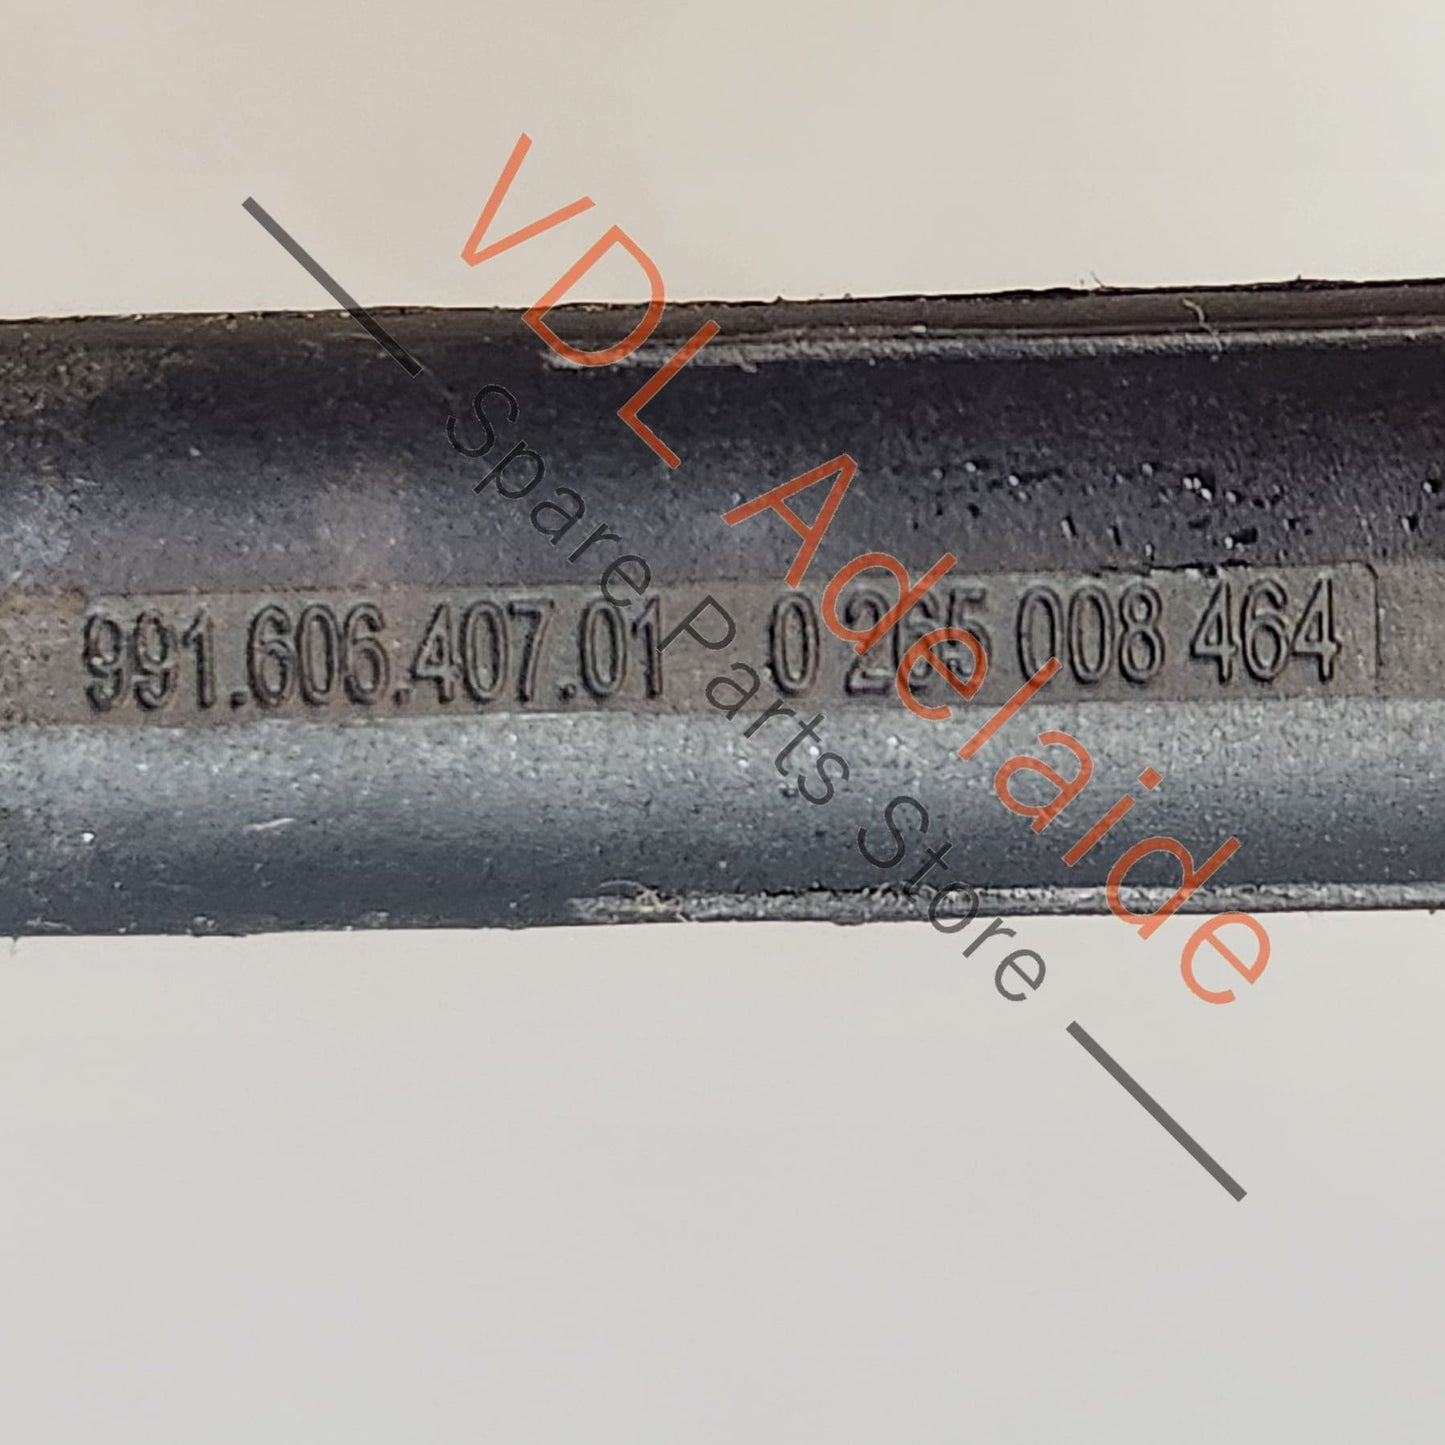 VDL Adelaide
Spare Parts Store
991.606.407.01 0 265 008 464